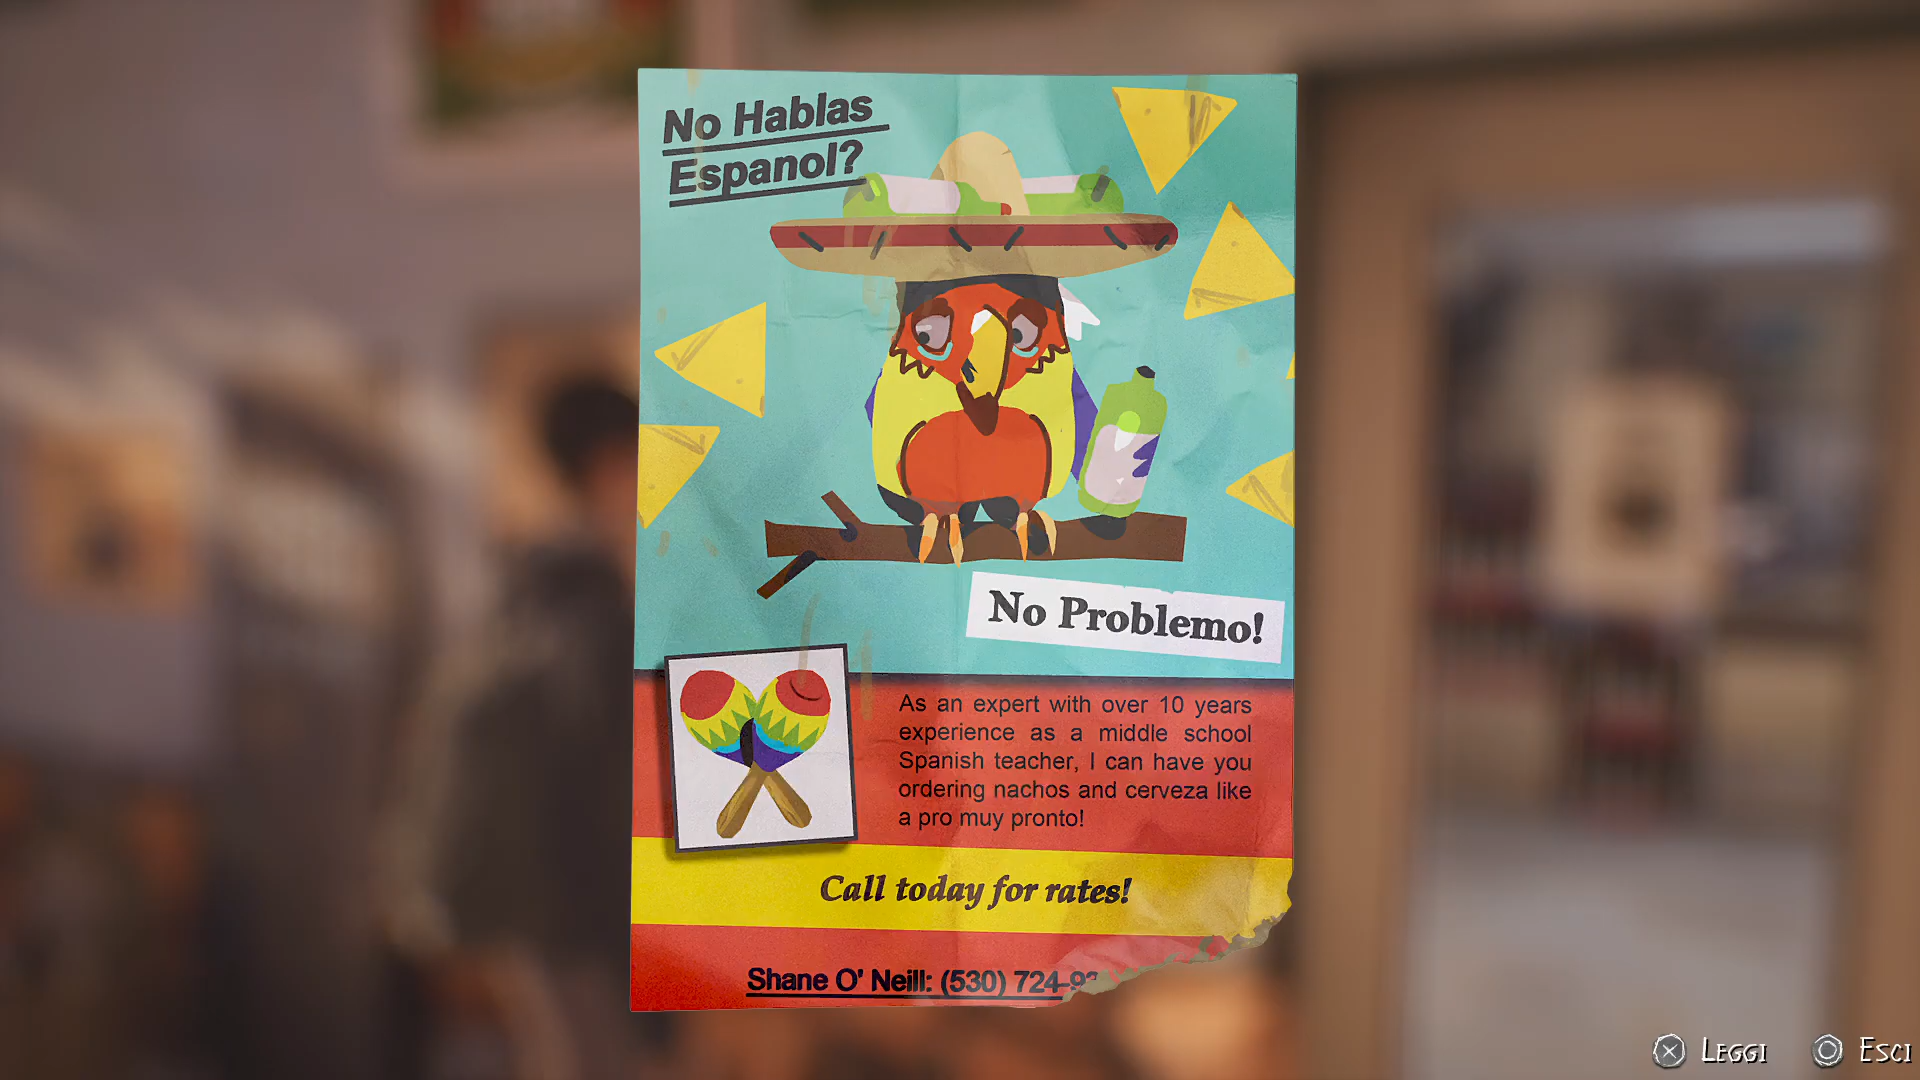 No Hablas
Espanol?
No Problemo!
As an expert with over 10 years
experience as a middle school
Spanish teacher, I can have you
ordering nachos and cerveza like
a pro muy pronto!
Call today for rates!
Shane O' Neill: (530) 724-92
LEGGI
ESCI